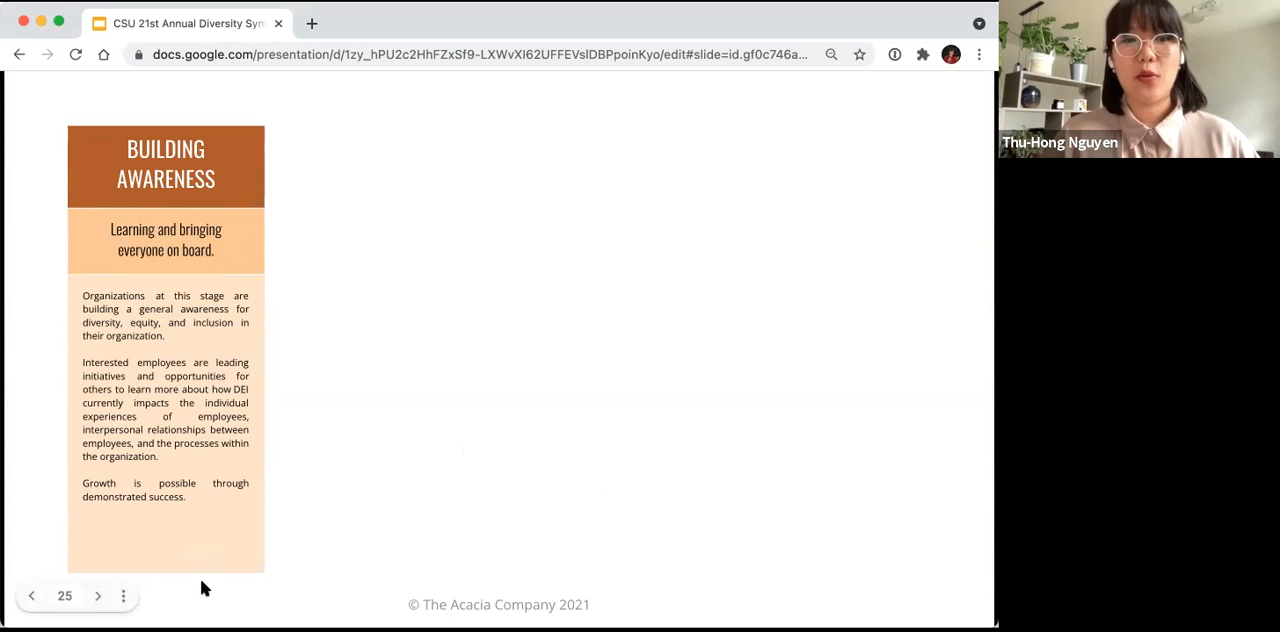 CSU 21st Annual Diversity Sym
docs.google.com/presentation/d/1zy_hPU2c2HhFZxSf9-LXWvXI62UFFEVslDBPpoinKyo/edit#slide=id.gf0c746a...
BUILDING
AWARENESS
Learning and bringing
everyone on board.
Organizations at this stage are
building a general awareness for
diversity, equity, and inclusion in
their organization.
Interested employees are leading
initiatives and opportunities for
others to learn more about how DEI
currently impacts the individual
experiences of employees,
interpersonal relationships between
employees, and the processes within
the organization.
Growth is possible through
demonstrated success.
25
© The Acacia Company 2021
Thu-Hong Nguyen